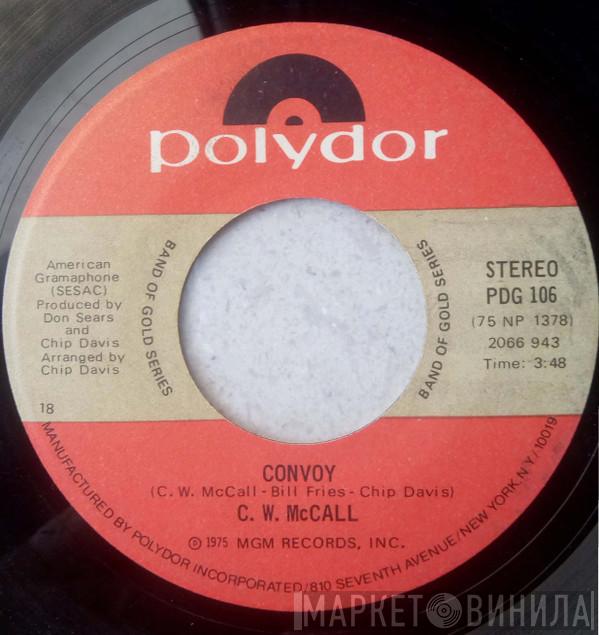 polydor
American
Gramaphone
(SESAC)
Produced by
Don Sears
and
Chip Davis
Arranged by
Chip Davis
18
BAND OF GOLD SERIES
BAND OF GOLD SERIES
STEREO
PDG 106
(75 NP 1378)
2066 943
Time: 3:48
CONVOY
(C. W. McCall - Bill Fries - Chip Davis)
C. W. McCALL
℗ 1975 MGM RECORDS, INC.
MANUFACTURED BY POLYDOR INCORPORATED/810 SEVENTH AVENUE/NEW YORK, N.Y./10019
МАРКЕТ ВИНИЛА